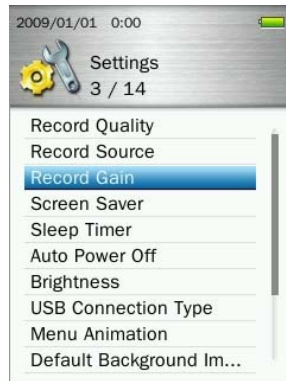 2009/01/01 0:00
Settings
3 / 14
Record Quality
Record Source
Record Gain
Screen Saver
Sleep Timer
Auto Power Off
Brightness
USB Connection Type
Menu Animation
Default Background Im...